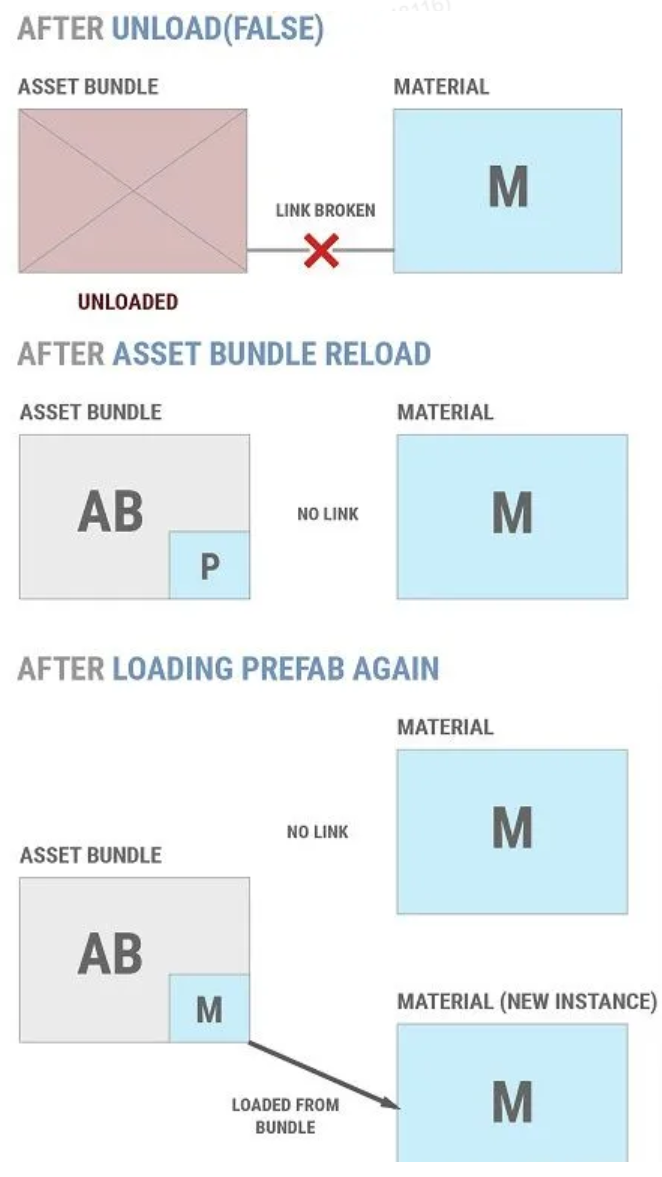 AFTER UNLOAD(FALSE)
ASSET BUNDLE
MATERIAL
M
LINK BROKEN
UNLOADED
AFTER ASSET BUNDLE RELOAD
ASSET BUNDLE
MATERIAL
AB
P
NO LINK
M
AFTER LOADING PREFAB AGAIN
MATERIAL
M
NO LINK
ASSET BUNDLE
AB
M
MATERIAL (NEW INSTANCE)
M
LOADED FROM
BUNDLE